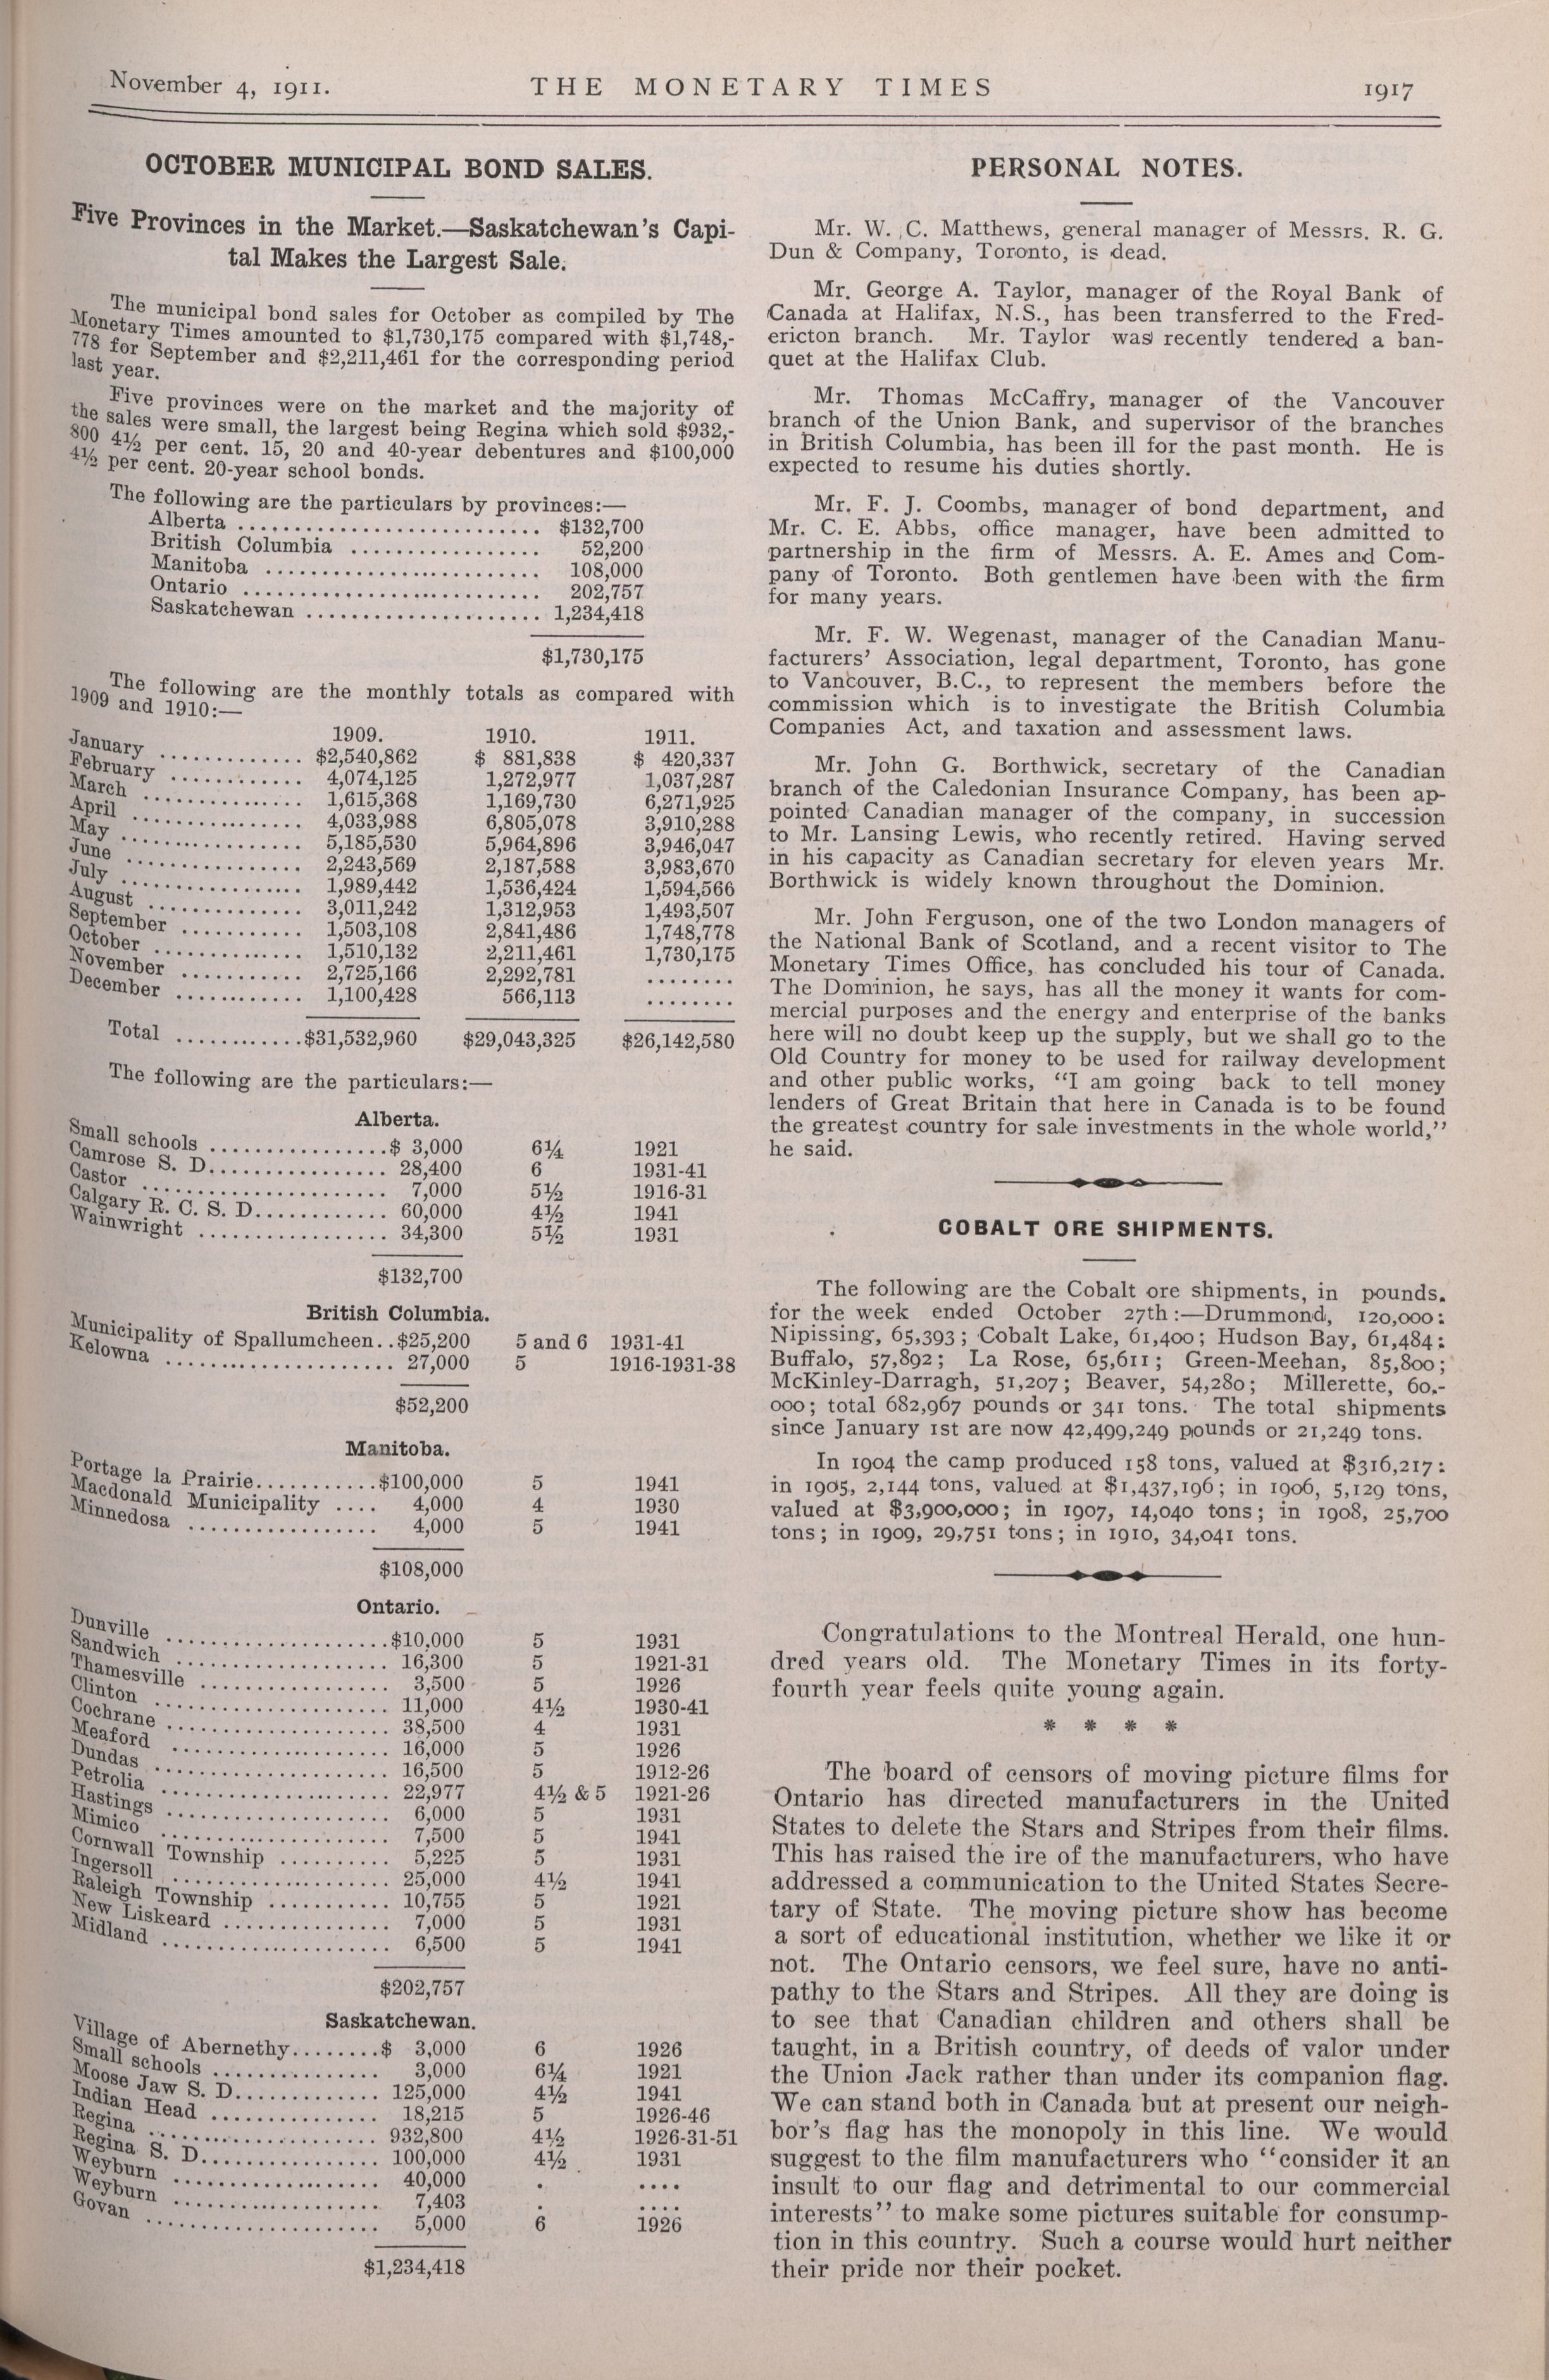 November 4, 1911.
THE MONETARY TIMES
1917
OCTOBER MUNICIPAL BOND SALES.
Five Provinces in the Market.—Saskatchewan's Capi-
tal Makes the Largest Sale.
The municipal bond sales for October as compiled by The
Monetary Times amounted to $1,730,175 compared with $1,748,-
778 for September and $2,211,461 for the corresponding period
last year.
Five provinces were on the market and the majority of
the sales were small, the largest being Regina which sold $932,-
800 4½ per cent. 15, 20 and 40-year debentures and $100,000
4½ per cent. 20-year school bonds.
The following are the particulars by provinces:—
Alberta ........................... $132,700
British Columbia ................. 52,200
Manitoba ......................... 108,000
Ontario ........................... 202,757
Saskatchewan ..................... 1,234,418
$1,730,175
The following are the monthly totals as compared with
1909 and 1910:—
1909. 1910. 1911.
January ............. $2,540,862 $ 881,838 $ 420,337
February ............ 4,074,125 1,272,977 1,037,287
March ............... 1,615,368 1,169,730 6,271,925
April ................ 4,033,988 6,805,078 3,910,288
May ................. 5,185,530 5,964,896 3,946,047
June ................ 2,243,569 2,187,588 3,983,670
July ................. 1,989,442 1,536,424 1,594,566
August .............. 3,011,242 1,312,953 1,493,507
September ........... 1,503,108 2,841,486 1,748,778
October ............. 1,510,132 2,211,461 1,730,175
November ........... 2,725,166 2,292,781 ........
December ............ 1,100,428 566,113 ........
Total ............$31,532,960 $29,043,325 $26,142,580
The following are the particulars:—
Alberta.
Small schools ................$ 3,000 6¼ 1921
Camrose S. D................ 28,400 6 1931-41
Castor ...................... 7,000 5½ 1916-31
Calgary R. C. S. D............ 60,000 4½ 1941
Wainwright ................. 34,300 5½ 1931
$132,700
British Columbia.
Municipality of Spallumcheen..$25,200 5 and 6 1931-41
Kelowna ..................... 27,000 5 1916-1931-38
$52,200
Manitoba.
Portage la Prairie...........$100,000 5 1941
Macdonald Municipality .... 4,000 4 1930
Minnedosa ................. 4,000 5 1941
$108,000
Ontario.
Dunville ....................$10,000 5 1931
Sandwich ................... 16,300 5 1921-31
Thamesville ................. 3,500 5 1926
Clinton ..................... 11,000 4½ 1930-41
Cochrane .................... 38,500 4 1931
Meaford .................... 16,000 5 1926
Dundas ..................... 16,500 5 1912-26
Petrolia ..................... 22,977 4½ & 5 1921-26
Hastings .................... 6,000 5 1931
Mimico ..................... 7,500 5 1941
Cornwall Township .......... 5,225 5 1931
Ingersoll .................... 25,000 4½ 1941
Raleigh Township ........... 10,755 5 1921
New Liskeard ............... 7,000 5 1931
Midland ..................... 6,500 5 1941
$202,757
Saskatchewan.
Village of Abernethy........$ 3,000 6 1926
Small schools ............... 3,000 6¼ 1921
Moose Jaw S. D............. 125,000 4½ 1941
Indian Head ............... 18,215 5 1926-46
Regina ..................... 932,800 4½ 1926-31-51
Regina S. D................ 100,000 4½ 1931
Weyburn ................... 40,000 . ....
Weyburn ................... 7,403 . ....
Govan ..................... 5,000 6 1926
$1,234,418
PERSONAL NOTES.
Mr. W. C. Matthews, general manager of Messrs. R. G.
Dun & Company, Toronto, is dead.
Mr. George A. Taylor, manager of the Royal Bank of
Canada at Halifax, N.S., has been transferred to the Fred-
ericton branch. Mr. Taylor was recently tendered a ban-
quet at the Halifax Club.
Mr. Thomas McCaffry, manager of the Vancouver
branch of the Union Bank, and supervisor of the branches
in British Columbia, has been ill for the past month. He is
expected to resume his duties shortly.
Mr. F. J. Coombs, manager of bond department, and
Mr. C. E. Abbs, office manager, have been admitted to
partnership in the firm of Messrs. A. E. Ames and Com-
pany of Toronto. Both gentlemen have been with the firm
for many years.
Mr. F. W. Wegenast, manager of the Canadian Manu-
facturers' Association, legal department, Toronto, has gone
to Vancouver, B.C., to represent the members before the
commission which is to investigate the British Columbia
Companies Act, and taxation and assessment laws.
Mr. John G. Borthwick, secretary of the Canadian
branch of the Caledonian Insurance Company, has been ap-
pointed Canadian manager of the company, in succession
to Mr. Lansing Lewis, who recently retired. Having served
in his capacity as Canadian secretary for eleven years Mr.
Borthwick is widely known throughout the Dominion.
Mr. John Ferguson, one of the two London managers of
the National Bank of Scotland, and a recent visitor to The
Monetary Times Office, has concluded his tour of Canada.
The Dominion, he says, has all the money it wants for com-
mercial purposes and the energy and enterprise of the banks
here will no doubt keep up the supply, but we shall go to the
Old Country for money to be used for railway development
and other public works, "I am going back to tell money
lenders of Great Britain that here in Canada is to be found
the greatest country for sale investments in the whole world,"
he said.
COBALT ORE SHIPMENTS.
The following are the Cobalt ore shipments, in pounds.
for the week ended October 27th:—Drummond, 120,000:
Nipissing, 65,393; Cobalt Lake, 61,400; Hudson Bay, 61,484:
Buffalo, 57,892; La Rose, 65,611; Green-Meehan, 85,800;
McKinley-Darragh, 51,207; Beaver, 54,280; Millerette, 60,-
000; total 682,967 pounds or 341 tons. The total shipments
since January 1st are now 42,499,249 pounds or 21,249 tons.
In 1904 the camp produced 158 tons, valued at $316,217:
in 1905, 2,144 tons, valued at $1,437,196; in 1906, 5,129 tons,
valued at $3,900,000; in 1907, 14,040 tons; in 1908, 25,700
tons; in 1909, 29,751 tons; in 1910, 34,041 tons.
Congratulations to the Montreal Herald, one hun-
dred years old. The Monetary Times in its forty-
fourth year feels quite young again.
* * * *
The board of censors of moving picture films for
Ontario has directed manufacturers in the United
States to delete the Stars and Stripes from their films.
This has raised the ire of the manufacturers, who have
addressed a communication to the United States Secre-
tary of State. The moving picture show has become
a sort of educational institution, whether we like it or
not. The Ontario censors, we feel sure, have no anti-
pathy to the Stars and Stripes. All they are doing is
to see that Canadian children and others shall be
taught, in a British country, of deeds of valor under
the Union Jack rather than under its companion flag.
We can stand both in Canada but at present our neigh-
bor's flag has the monopoly in this line. We would
suggest to the film manufacturers who "consider it an
insult to our flag and detrimental to our commercial
interests" to make some pictures suitable for consump-
tion in this country. Such a course would hurt neither
their pride nor their pocket.